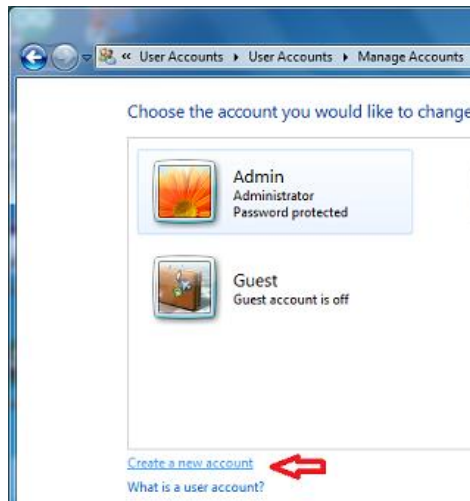 « User Accounts ▸ User Accounts ▸ Manage Accounts
Choose the account you would like to change
Admin
Administrator
Password protected
Guest
Guest account is off
Create a new account
What is a user account?